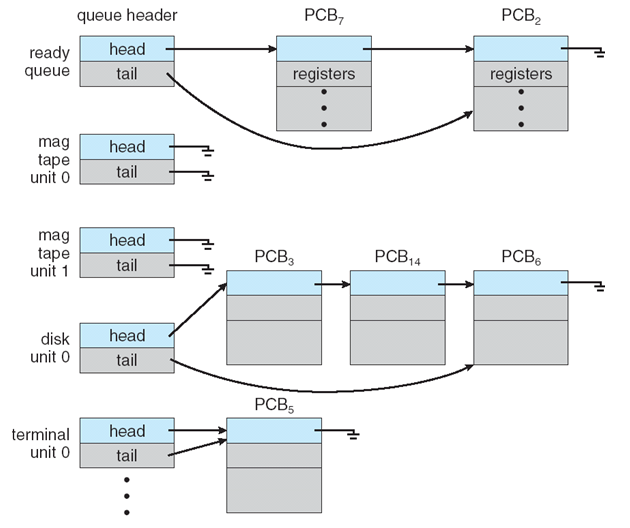 queue header
PCB₇
PCB₂
ready
queue
head
tail
registers
registers
mag
tape
unit 0
head
tail
mag
tape
unit 1
head
tail
PCB₃
PCB₁₄
PCB₆
disk
unit 0
head
tail
PCB₅
terminal
unit 0
head
tail